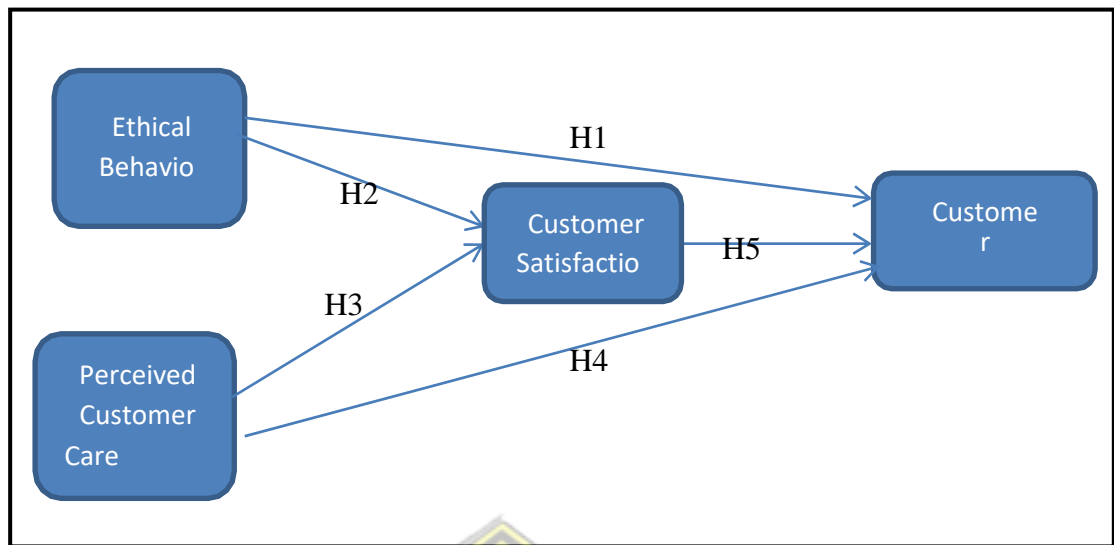 Ethical
Behavio
H1
H2
Customer
Satisfactio
H5
Custome
r
H3
H4
Perceived
Customer
Care